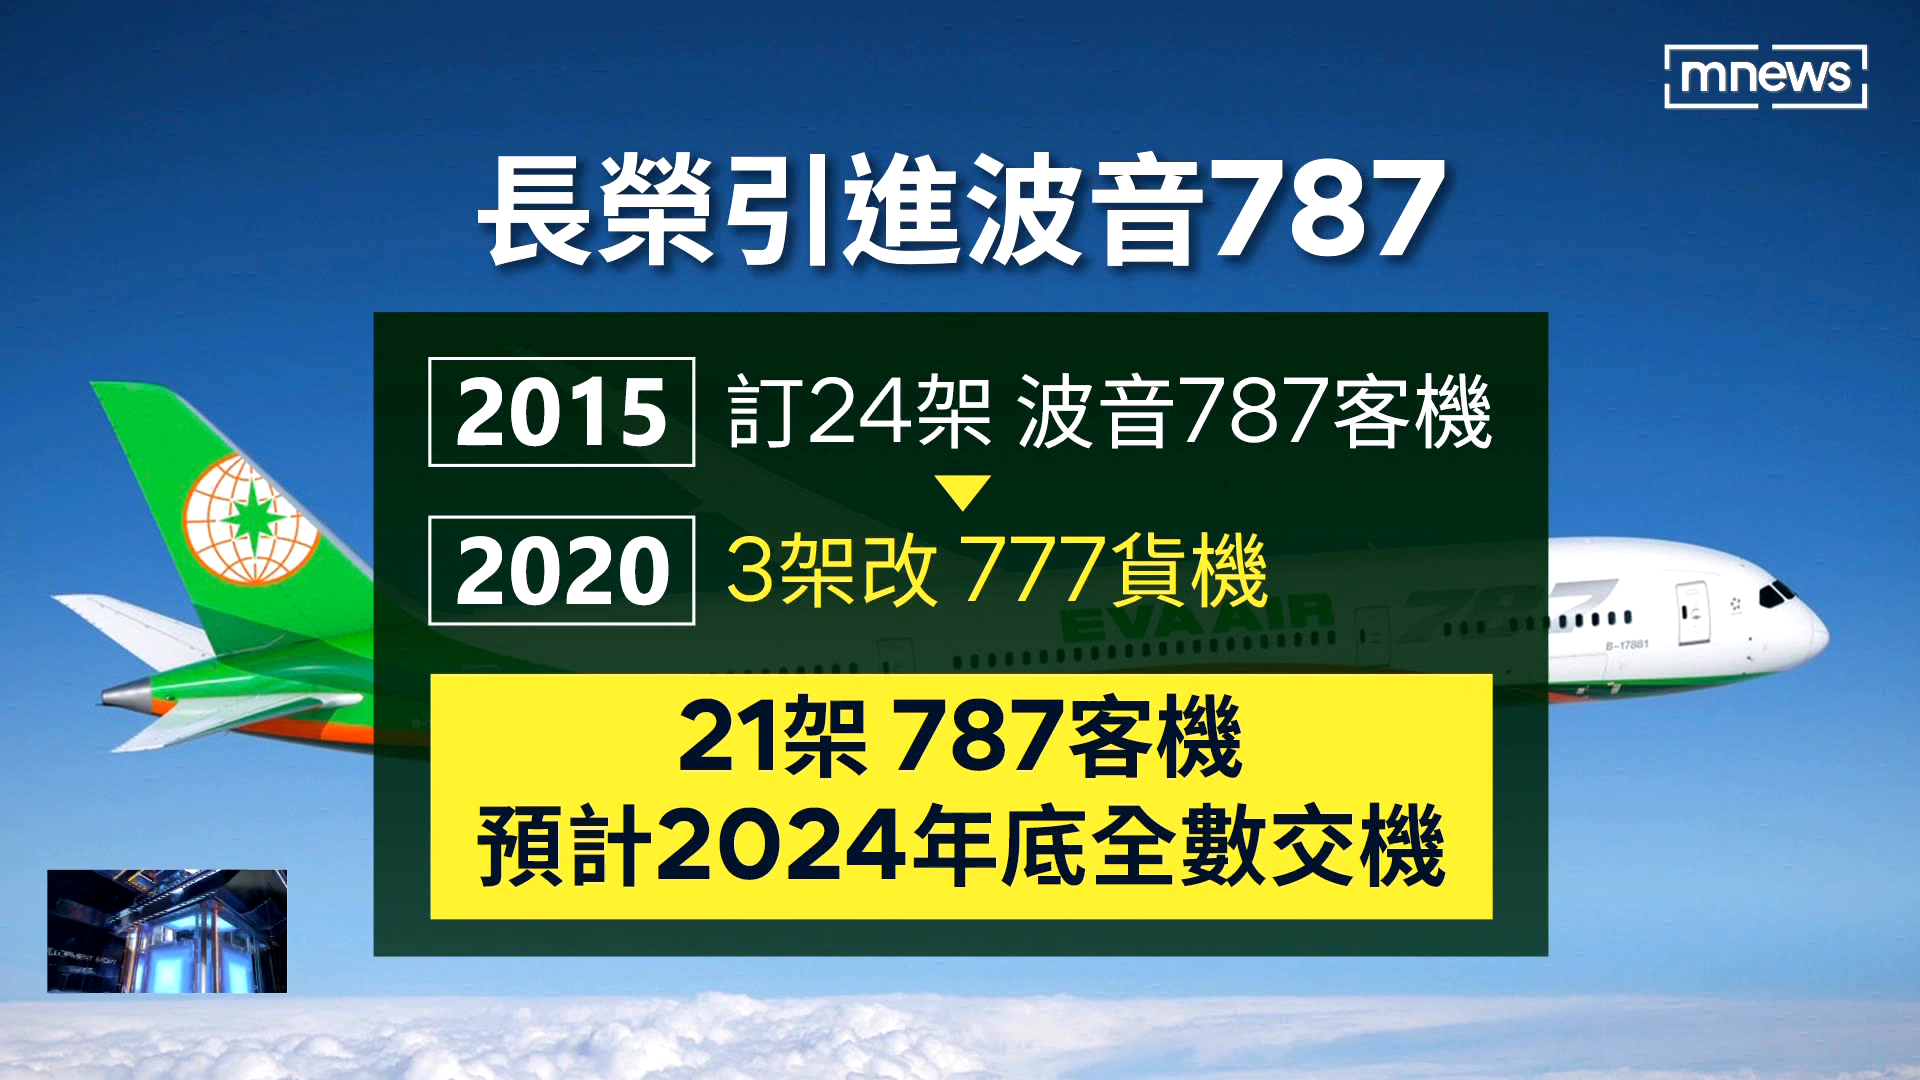 mnews
長榮引進波音787
2015 訂24架 波音787客機
2020 3架改 777貨機
EVA AIR
787
B-17881
21架 787客機
預計2024年底全數交機